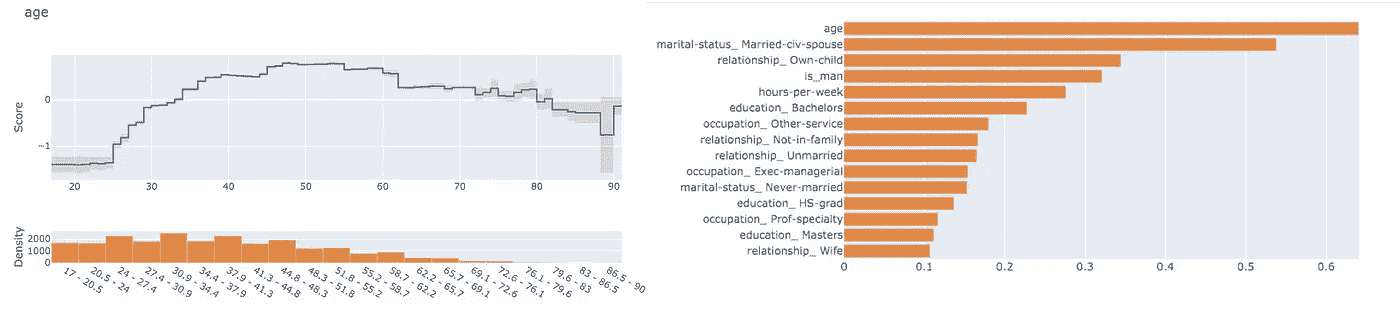 age
Score
0
−1
20 30 40 50 60 70 80 90
Density
2000
1000
0
17 - 20.5
20.5 - 24
24 - 27.4
27.4 - 30.9
30.9 - 34.4
34.4 - 37.9
37.9 - 41.3
41.3 - 44.8
44.8 - 48.3
48.3 - 51.8
51.8 - 55.2
55.2 - 58.7
58.7 - 62.2
62.2 - 65.7
65.7 - 69.1
69.1 - 72.6
72.6 - 76.1
76.1 - 79.6
79.6 - 83
83 - 86.5
86.5 - 90
age
marital-status_ Married-civ-spouse
relationship_ Own-child
is_man
hours-per-week
education_ Bachelors
occupation_ Other-service
relationship_ Not-in-family
relationship_ Unmarried
occupation_ Exec-managerial
marital-status_ Never-married
education_ HS-grad
occupation_ Prof-specialty
education_ Masters
relationship_ Wife
0 0.1 0.2 0.3 0.4 0.5 0.6